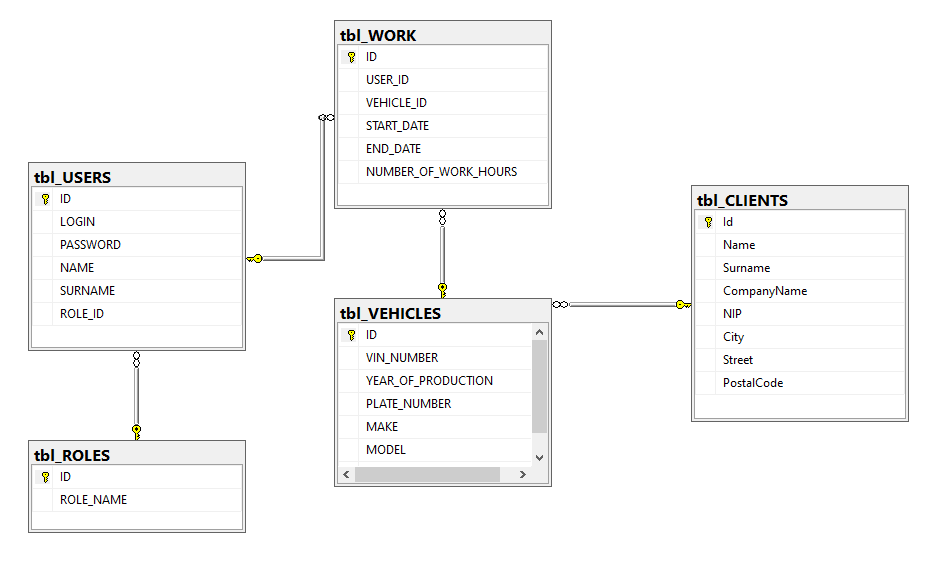 tbl_WORK
ID
USER_ID
VEHICLE_ID
START_DATE
END_DATE
NUMBER_OF_WORK_HOURS
tbl_USERS
ID
LOGIN
PASSWORD
NAME
SURNAME
ROLE_ID
tbl_CLIENTS
Id
Name
Surname
CompanyName
NIP
City
Street
PostalCode
tbl_VEHICLES
ID
VIN_NUMBER
YEAR_OF_PRODUCTION
PLATE_NUMBER
MAKE
MODEL
tbl_ROLES
ID
ROLE_NAME